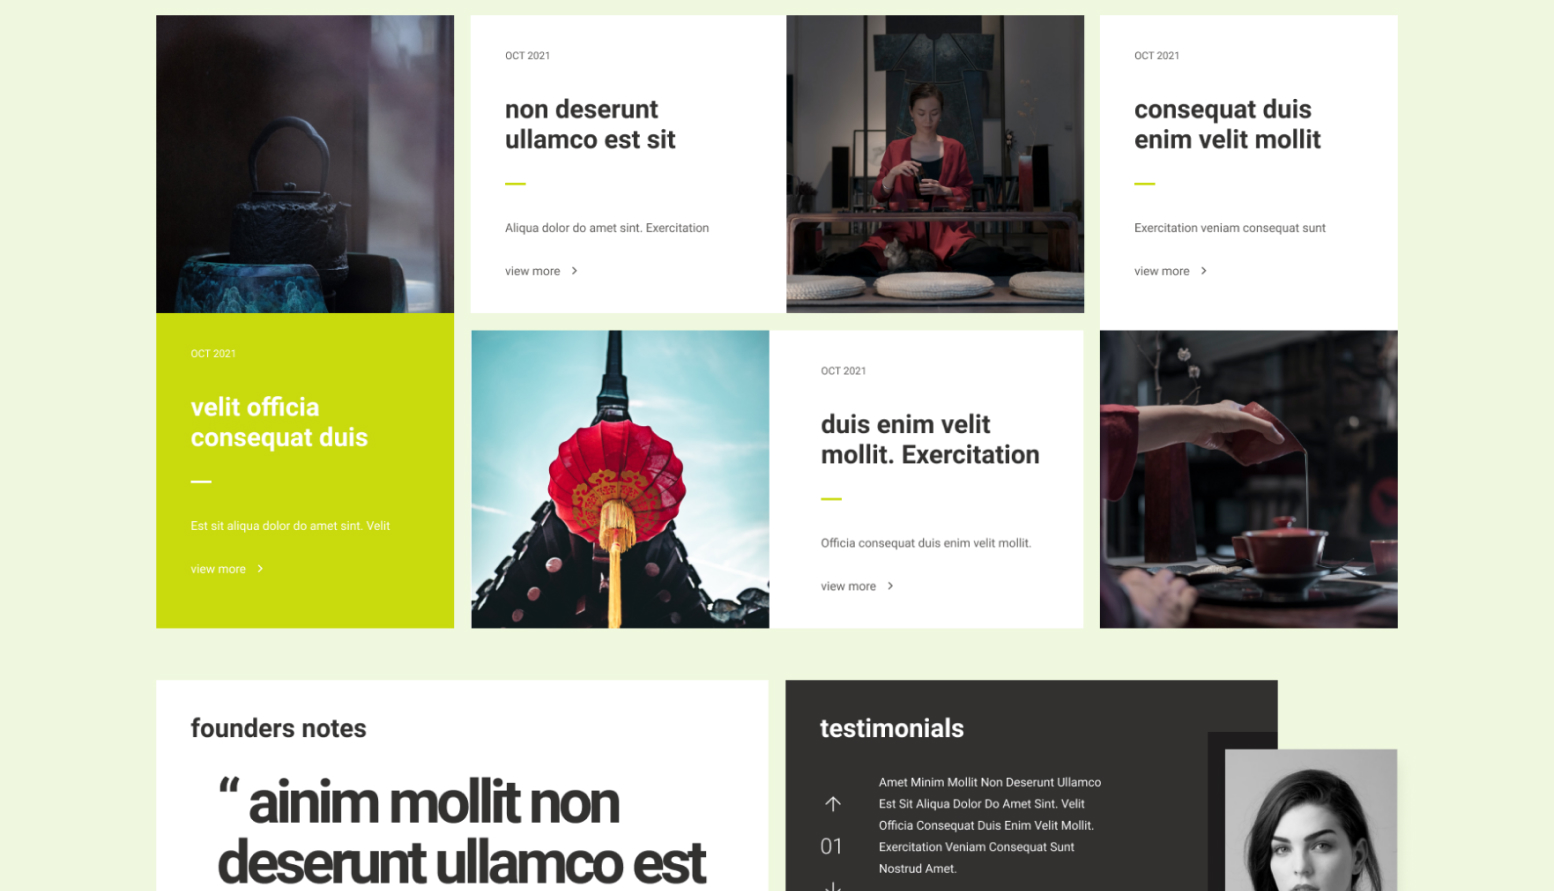 OCT 2021
non deserunt
ullamco est sit
Aliqua dolor do amet sint. Exercitation
view more
OCT 2021
consequat duis
enim velit mollit
Exercitation veniam consequat sunt
view more
OCT 2021
velit officia
consequat duis
Est sit aliqua dolor do amet sint. Velit
view more
OCT 2021
duis enim velit
mollit. Exercitation
Officia consequat duis enim velit mollit.
view more
founders notes
“ ainim mollit non
deserunt ullamco est
testimonials
Amet Minim Mollit Non Deserunt Ullamco
Est Sit Aliqua Dolor Do Amet Sint. Velit
Officia Consequat Duis Enim Velit Mollit.
Exercitation Veniam Consequat Sunt
Nostrud Amet.
01